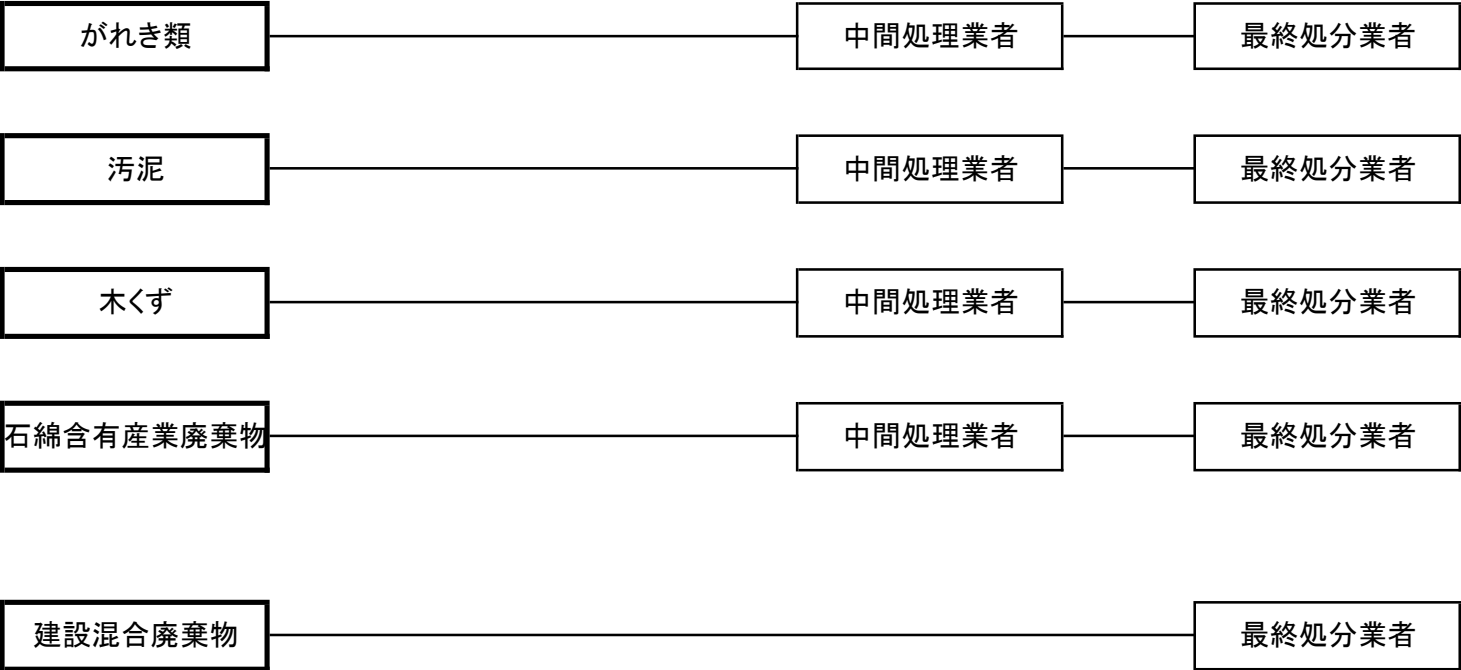 がれき類 中間処理業者 最終処分業者
汚泥 中間処理業者 最終処分業者
木くず 中間処理業者 最終処分業者
石綿含有産業廃棄物 中間処理業者 最終処分業者
建設混合廃棄物 最終処分業者